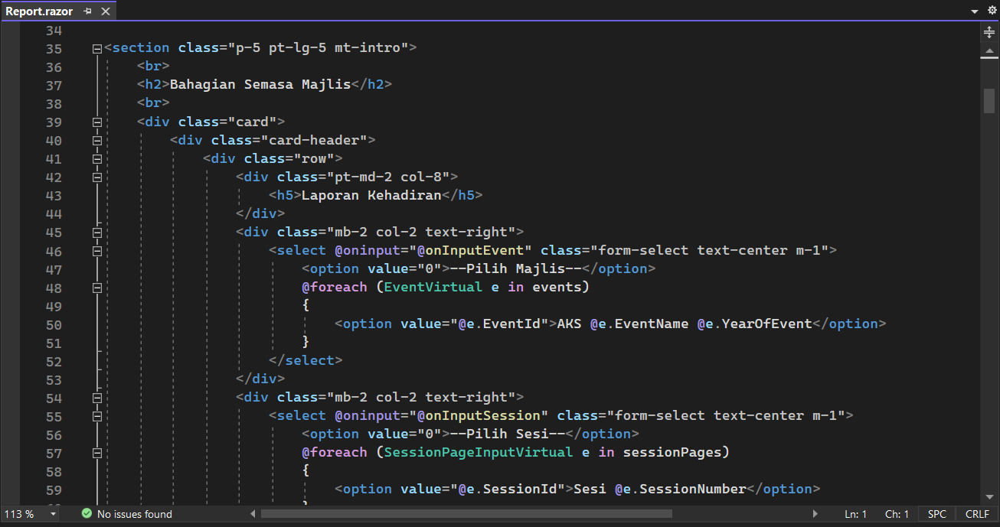 Report.razor
34
35 <section class="p-5 pt-lg-5 mt-intro">
36 <br>
37 <h2>Bahagian Semasa Majlis</h2>
38 <br>
39 <div class="card">
40 <div class="card-header">
41 <div class="row">
42 <div class="pt-md-2 col-8">
43 <h5>Laporan Kehadiran</h5>
44 </div>
45 <div class="mb-2 col-2 text-right">
46 <select @oninput="@onInputEvent" class="form-select text-center m-1">
47 <option value="0">--Pilih Majlis--</option>
48 @foreach (EventVirtual e in events)
49 {
50 <option value="@e.EventId">AKS @e.EventName @e.YearOfEvent</option>
51 }
52 </select>
53 </div>
54 <div class="mb-2 col-2 text-right">
55 <select @oninput="@onInputSession" class="form-select text-center m-1">
56 <option value="0">--Pilih Sesi--</option>
57 @foreach (SessionPageInputVirtual e in sessionPages)
58 {
59 <option value="@e.SessionId">Sesi @e.SessionNumber</option>
113 % No issues found Ln: 1 Ch: 1 SPC CRLF